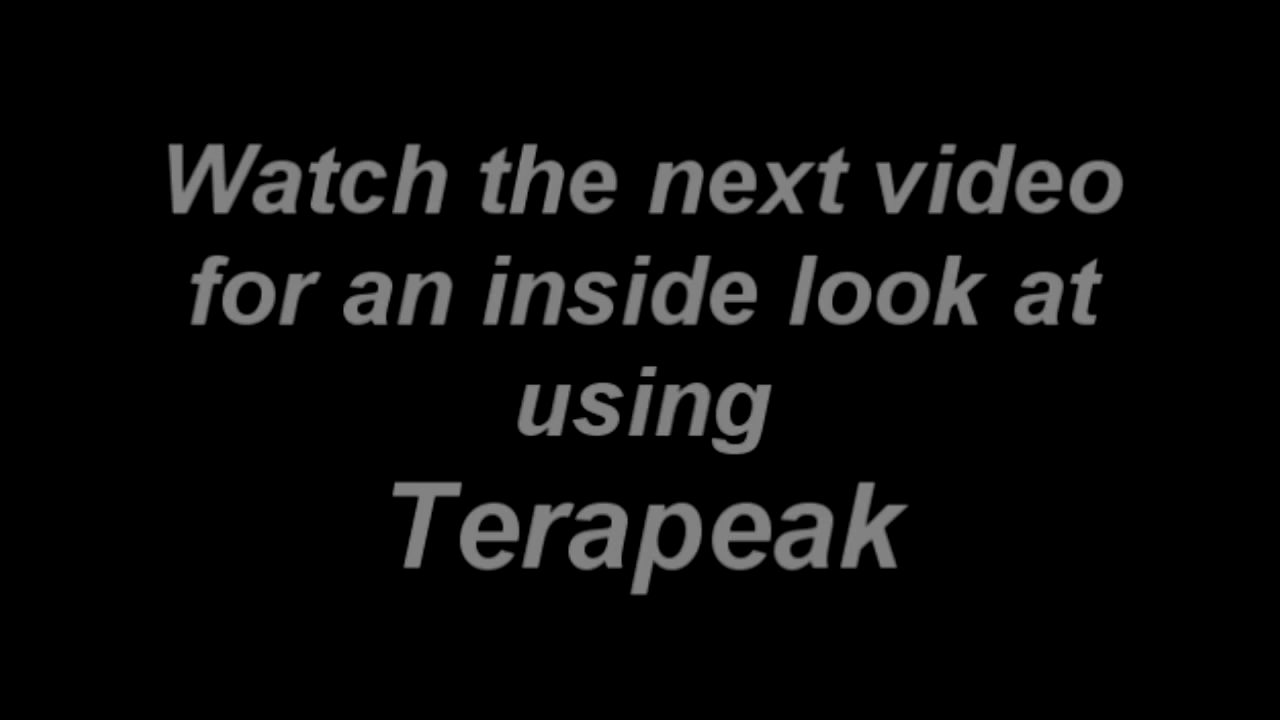 Watch the next video
for an inside look at
using
Terapeak